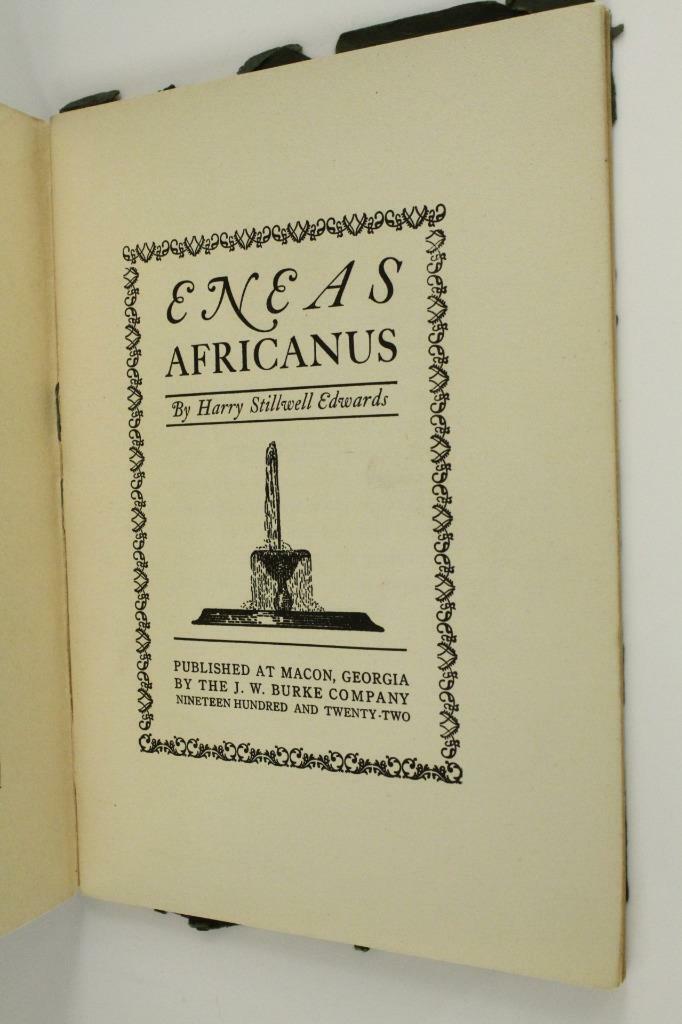 ENEAS
AFRICANUS
By Harry Stillwell Edwards
PUBLISHED AT MACON, GEORGIA
BY THE J. W. BURKE COMPANY
NINETEEN HUNDRED AND TWENTY-TWO